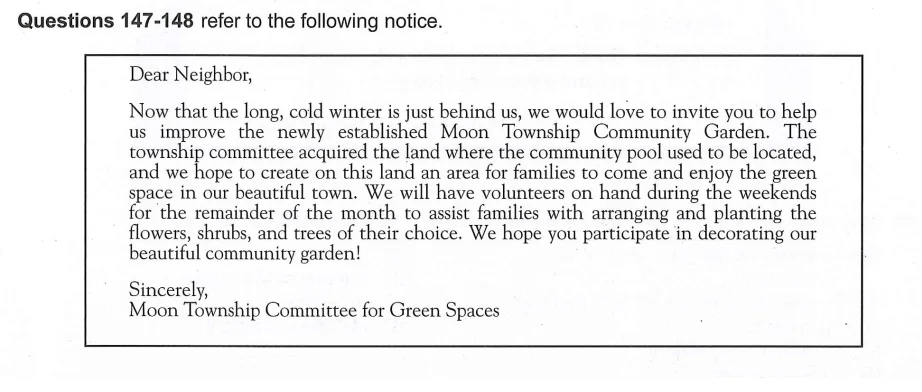 Questions 147-148 refer to the following notice.
Dear Neighbor,
Now that the long, cold winter is just behind us, we would love to invite you to help
us improve the newly established Moon Township Community Garden. The
township committee acquired the land where the community pool used to be located,
and we hope to create on this land an area for families to come and enjoy the green
space in our beautiful town. We will have volunteers on hand during the weekends
for the remainder of the month to assist families with arranging and planting the
flowers, shrubs, and trees of their choice. We hope you participate in decorating our
beautiful community garden!
Sincerely,
Moon Township Committee for Green Spaces